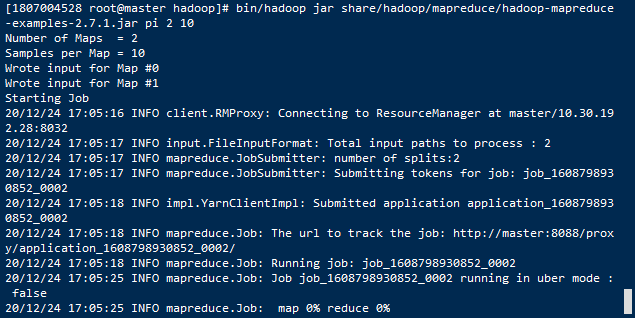 [1807004528 root@master hadoop]# bin/hadoop jar share/hadoop/mapreduce/hadoop-mapreduce
-examples-2.7.1.jar pi 2 10
Number of Maps  = 2
Samples per Map = 10
Wrote input for Map #0
Wrote input for Map #1
Starting Job
20/12/24 17:05:16 INFO client.RMProxy: Connecting to ResourceManager at master/10.30.19
2.28:8032
20/12/24 17:05:17 INFO input.FileInputFormat: Total input paths to process : 2
20/12/24 17:05:17 INFO mapreduce.JobSubmitter: number of splits:2
20/12/24 17:05:17 INFO mapreduce.JobSubmitter: Submitting tokens for job: job_160879893
0852_0002
20/12/24 17:05:18 INFO impl.YarnClientImpl: Submitted application application_160879893
0852_0002
20/12/24 17:05:18 INFO mapreduce.Job: The url to track the job: http://master:8088/prox
y/application_1608798930852_0002/
20/12/24 17:05:18 INFO mapreduce.Job: Running job: job_1608798930852_0002
20/12/24 17:05:25 INFO mapreduce.Job: Job job_1608798930852_0002 running in uber mode :
 false
20/12/24 17:05:25 INFO mapreduce.Job:  map 0% reduce 0%